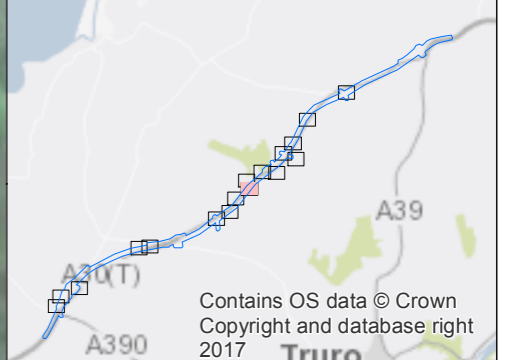 A39
A30(T)
Contains OS data © Crown
Copyright and database right
2017
A390
Truro